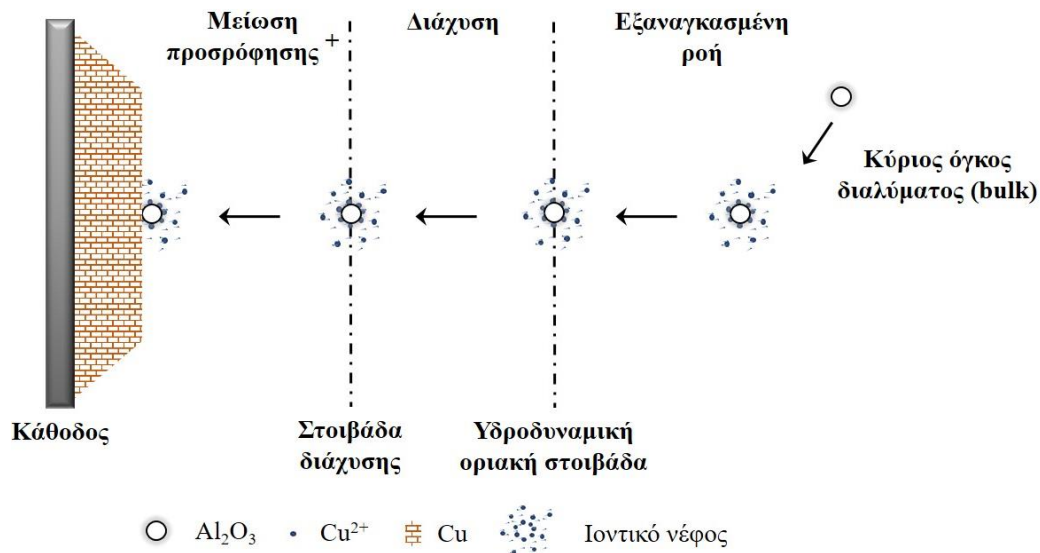 Μείωση
προσρόφησης +
Διάχυση
Εξαναγκασμένη
ροή
Κύριος όγκος
διαλύματος (bulk)
Κάθοδος
Στοιβάδα
διάχυσης
Υδροδυναμική
οριακή στοιβάδα
Al₂O₃
Cu²⁺
Cu
Ιοντικό νέφος